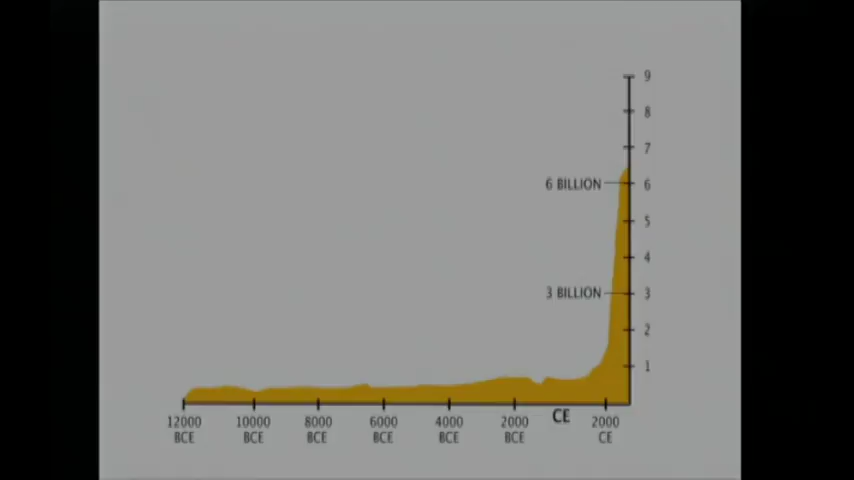 9
8
7
6 BILLION 6
5
4
3 BILLION 3
2
1
12000 BCE
10000 BCE
8000 BCE
6000 BCE
4000 BCE
2000 BCE
CE
2000 CE